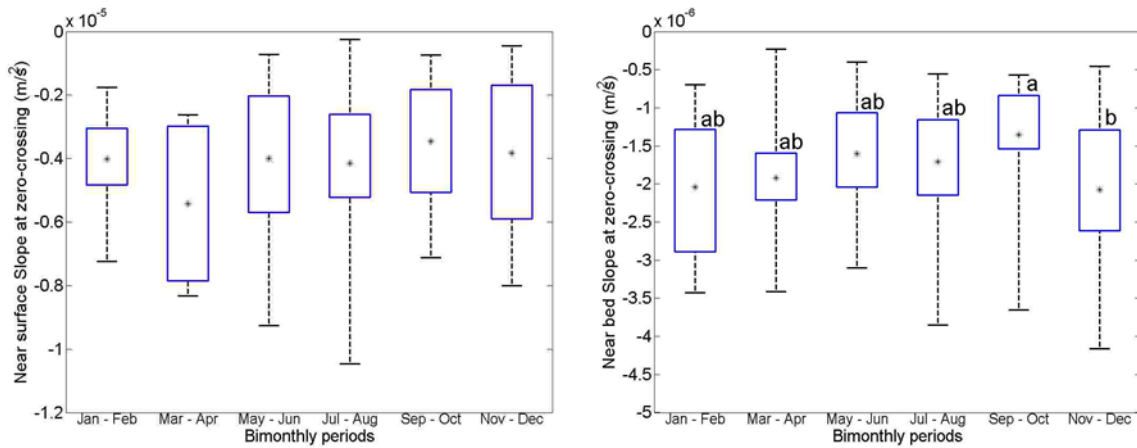 x 10⁻⁵
0
-0.2
-0.4
-0.6
-0.8
-1
-1.2
Near surface Slope at zero-crossing (m/s²)
Jan - Feb Mar - Apr May - Jun Jul - Aug Sep - Oct Nov - Dec
Bimonthly periods
x 10⁻⁶
0
-0.5
-1
-1.5
-2
-2.5
-3
-3.5
-4
-4.5
-5
Near bed Slope at zero-crossing (m/s²)
ab ab ab ab a b
Jan - Feb Mar - Apr May - Jun Jul - Aug Sep - Oct Nov - Dec
Bimonthly periods